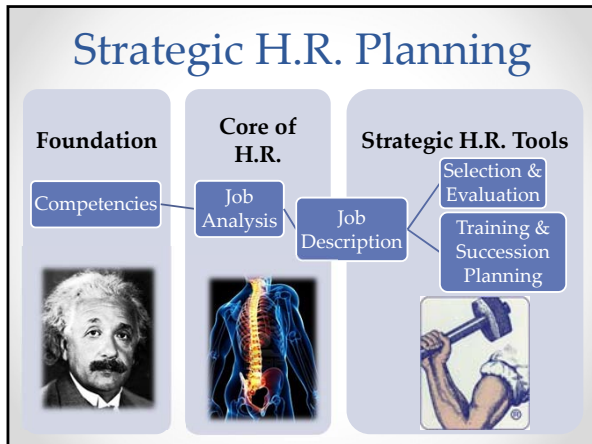 Strategic H.R. Planning
Foundation
Competencies
Core of
H.R.
Job
Analysis
Job
Description
Strategic H.R. Tools
Selection &
Evaluation
Training &
Succession
Planning
®